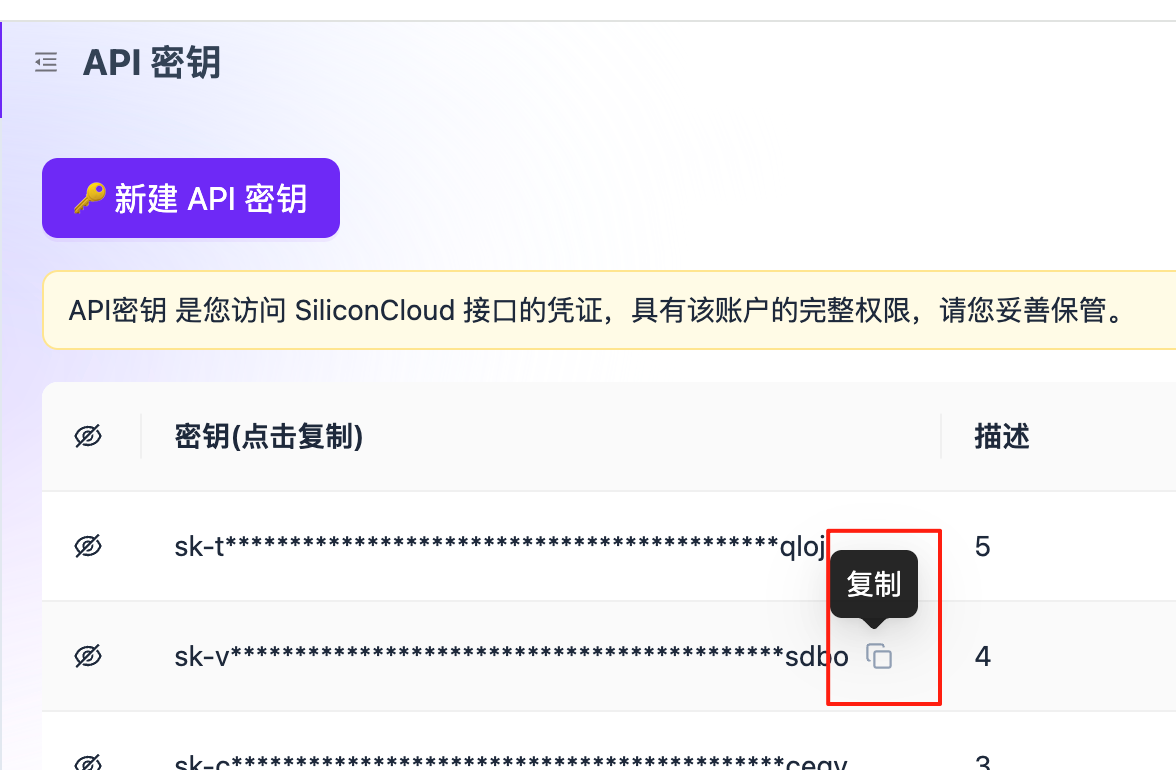 API 密钥
🔑 新建 API 密钥
API密钥 是您访问 SiliconCloud 接口的凭证，具有该账户的完整权限，请您妥善保管。
密钥(点击复制)
描述
sk-t********************************************qloj
5
复制
sk-v********************************************sdbo
4
sk-c********************************************ceqv
3